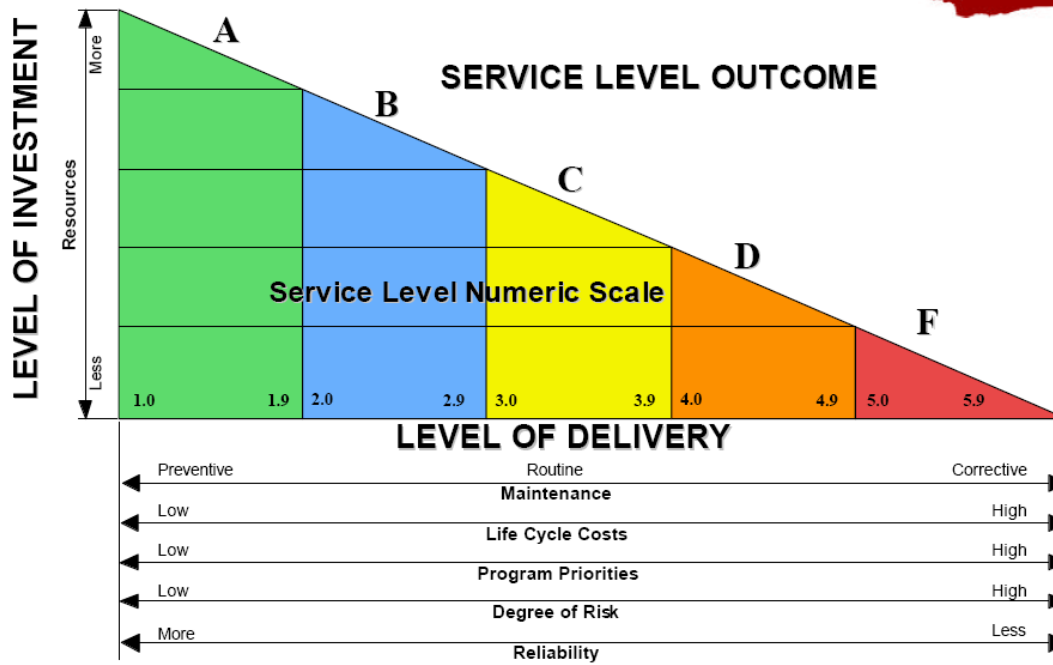 A
SERVICE LEVEL OUTCOME
B
C
D
F
LEVEL OF INVESTMENT
Resources
More
Less
Service Level Numeric Scale
1.0 1.9 2.0 2.9 3.0 3.9 4.0 4.9 5.0 5.9
LEVEL OF DELIVERY
Preventive Routine Corrective
Maintenance
Low High
Life Cycle Costs
Low High
Program Priorities
Low High
Degree of Risk
More Less
Reliability